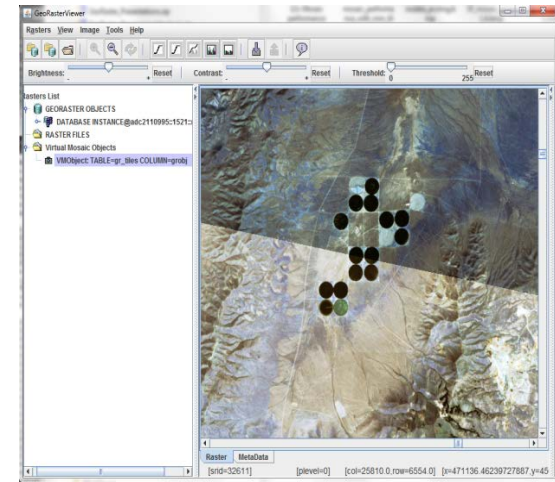 GeoRasterViewer
Rasters View Image Tools Help
Brightness: - + Reset Contrast: - + Reset Threshold: 0 255 Reset
Rasters List
GEORASTER OBJECTS
DATABASE INSTANCE@adc2110995:1521:
RASTER FILES
Virtual Mosaic Objects
VMObject: TABLE=gr_tiles COLUMN=grobj
Raster MetaData
[srid=32611] [plevel=0] [col=25810.0,row=6554.0] [x=471136.46239727887,y=45